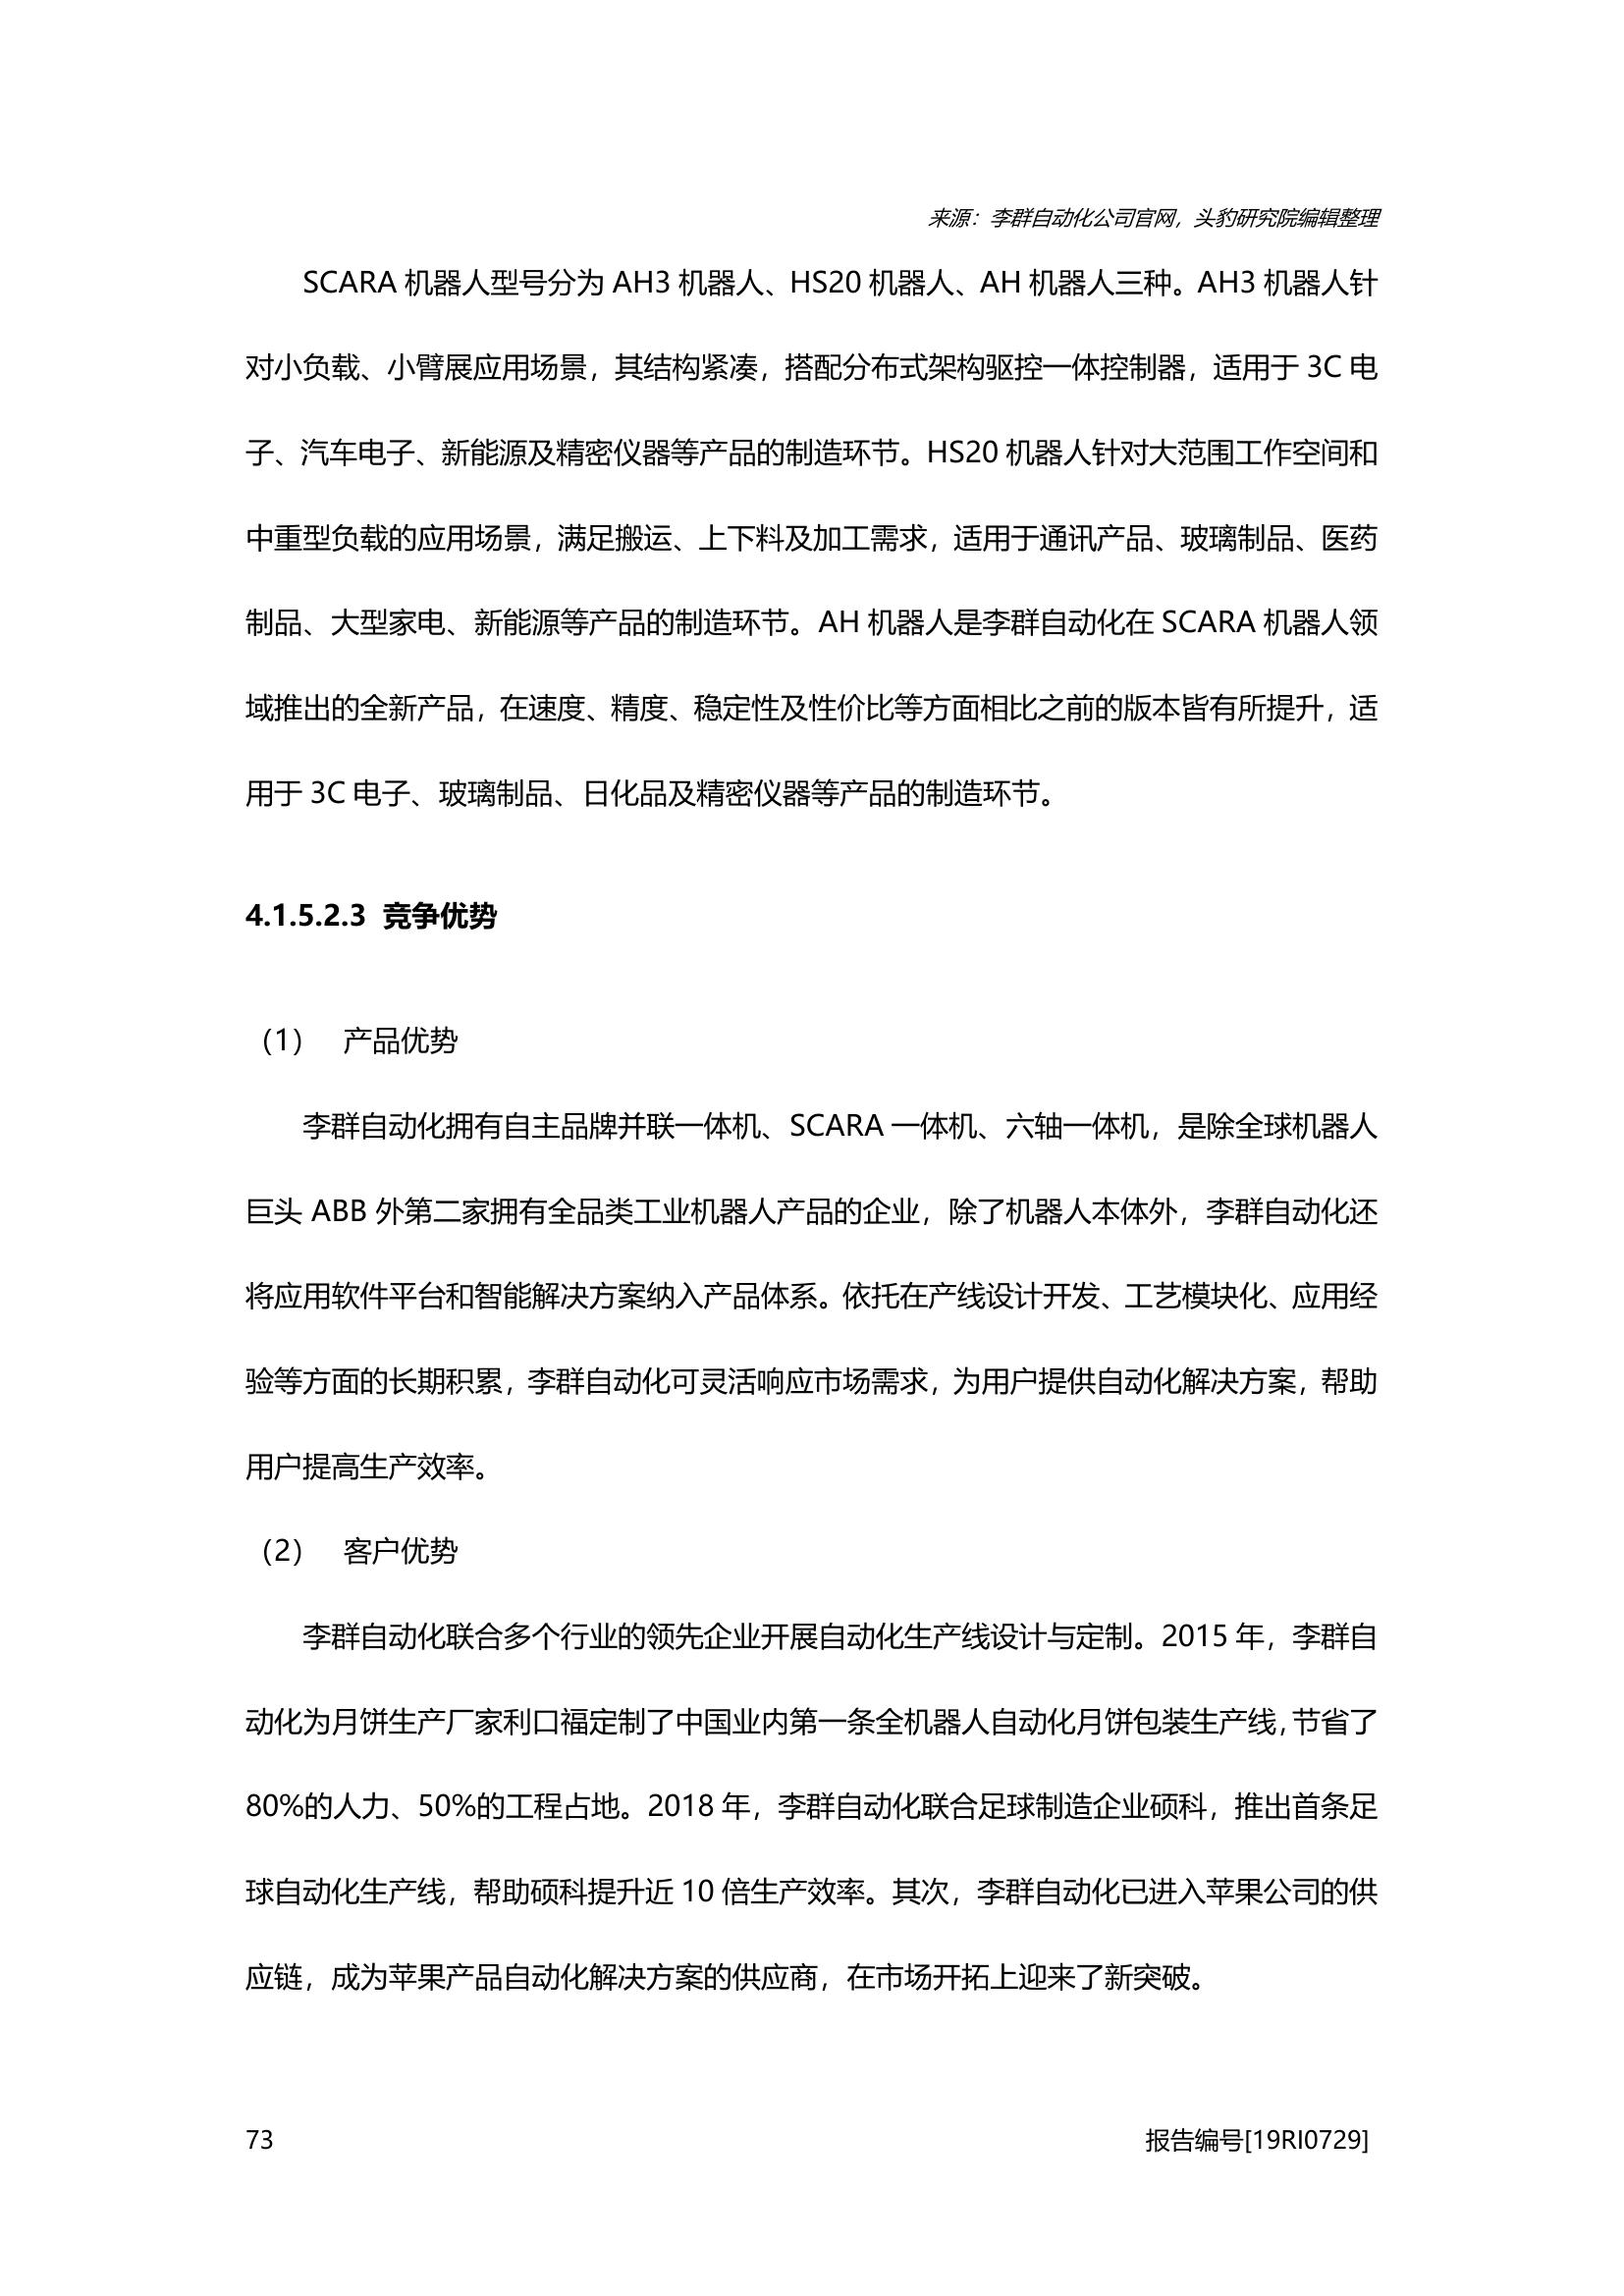 来源：李群自动化公司官网，头豹研究院编辑整理
SCARA 机器人型号分为 AH3 机器人、HS20 机器人、AH 机器人三种。AH3 机器人针
对小负载、小臂展应用场景，其结构紧凑，搭配分布式架构驱控一体控制器，适用于 3C 电
子、汽车电子、新能源及精密仪器等产品的制造环节。HS20 机器人针对大范围工作空间和
中重型负载的应用场景，满足搬运、上下料及加工需求，适用于通讯产品、玻璃制品、医药
制品、大型家电、新能源等产品的制造环节。AH 机器人是李群自动化在 SCARA 机器人领
域推出的全新产品，在速度、精度、稳定性及性价比等方面相比之前的版本皆有所提升，适
用于 3C 电子、玻璃制品、日化品及精密仪器等产品的制造环节。
4.1.5.2.3 竞争优势
（1） 产品优势
李群自动化拥有自主品牌并联一体机、SCARA 一体机、六轴一体机，是除全球机器人
巨头 ABB 外第二家拥有全品类工业机器人产品的企业，除了机器人本体外，李群自动化还
将应用软件平台和智能解决方案纳入产品体系。依托在产线设计开发、工艺模块化、应用经
验等方面的长期积累，李群自动化可灵活响应市场需求，为用户提供自动化解决方案，帮助
用户提高生产效率。
（2） 客户优势
李群自动化联合多个行业的领先企业开展自动化生产线设计与定制。2015 年，李群自
动化为月饼生产厂家利口福定制了中国业内第一条全机器人自动化月饼包装生产线，节省了
80%的人力、50%的工程占地。2018 年，李群自动化联合足球制造企业硕科，推出首条足
球自动化生产线，帮助硕科提升近 10 倍生产效率。其次，李群自动化已进入苹果公司的供
应链，成为苹果产品自动化解决方案的供应商，在市场开拓上迎来了新突破。
73 报告编号[19RI0729]